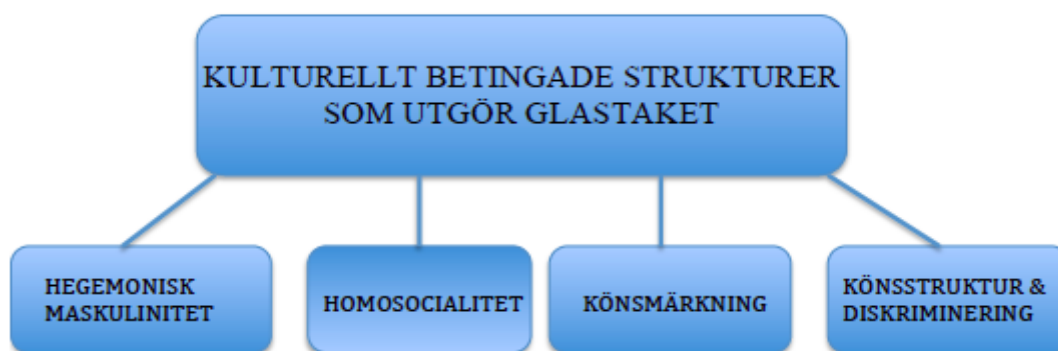 KULTURELLT BETINGADE STRUKTURER
SOM UTGÖR GLASTAKET
HEGEMONISK
MASKULINITET
HOMOSOCIALITET
KÖNSMÄRKNING
KÖNSSTRUKTUR &
DISKRIMINERING